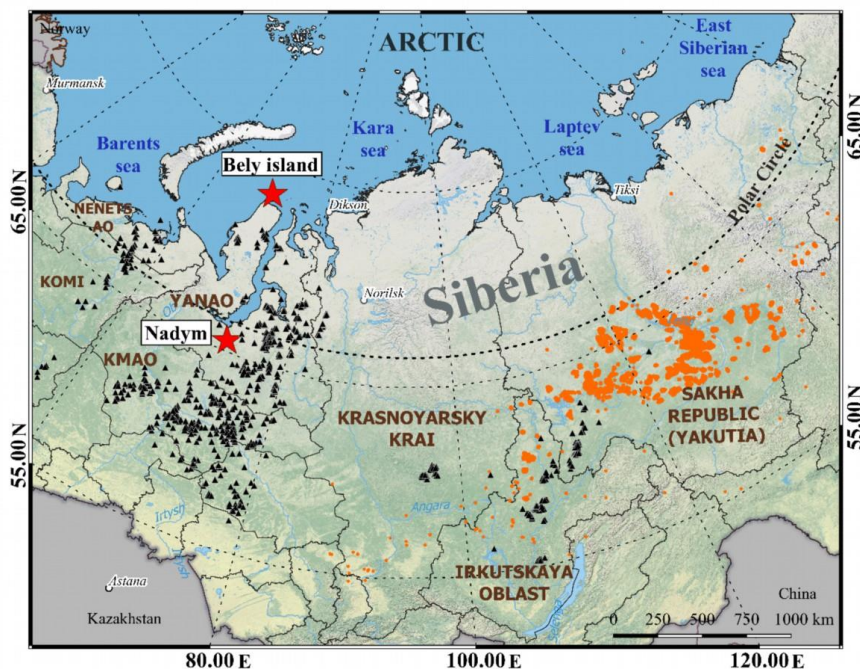 Norway
ARCTIC
East
Siberian
sea
Murmansk
65.00 N
Barents
sea
Kara
sea
Laptev
sea
Bely island
Dikson
Tiksi
Polar Circle
65.00 N
NENETS
AO
KOMI
YANAO
Ob
Norilsk
Siberia
Nadym
KMAO
KRASNOYARSKY
KRAI
SAKHA
REPUBLIC
(YAKUTIA)
55.00 N
55.00 N
Angara
Irtysh
Irtysh
IRKUTSKAYA
OBLAST
Astana
Kazakhstan
China
0 250 500 750 1000 km
80.00 E
100.00 E
120.00 E